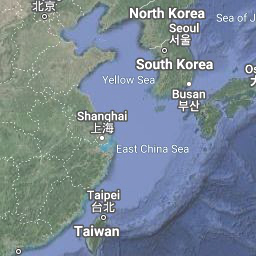 北京
North Korea
Sea of J
Seoul
서울
South Korea
Yellow Sea
Busan
부산
Os
Shanghai
上海
East China Sea
Taipei
台北
Taiwan